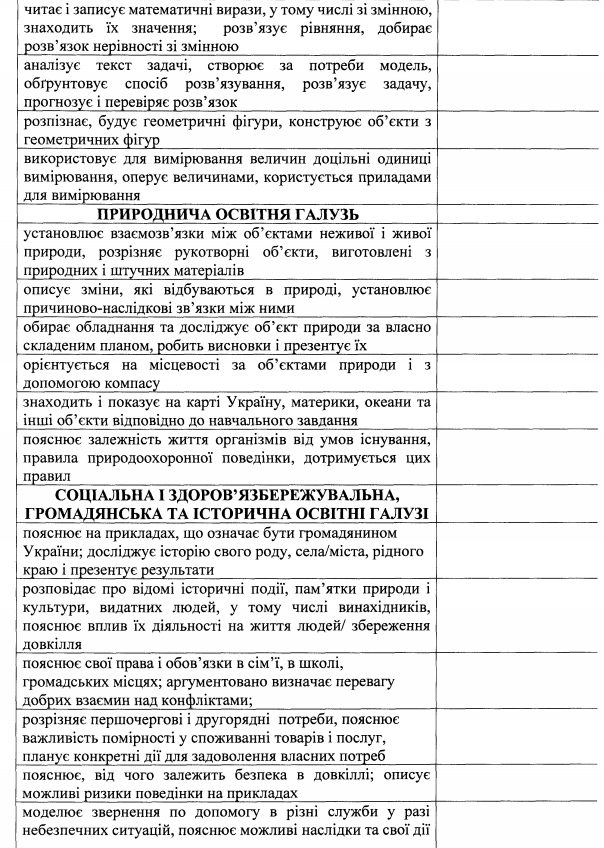 читає і записує математичні вирази, у тому числі зі змінною,
знаходить їх значення; розв’язує рівняння, добирає
розв’язок нерівності зі змінною
аналізує текст задачі, створює за потреби модель,
обґрунтовує спосіб розв’язування, розв’язує задачу,
прогнозує і перевіряє розв’язок
розпізнає, будує геометричні фігури, конструює об’єкти з
геометричних фігур
використовує для вимірювання величин доцільні одиниці
вимірювання, оперує величинами, користується приладами
для вимірювання
ПРИРОДНИЧА ОСВІТНЯ ГАЛУЗЬ
установлює взаємозв’язки між об’єктами неживої і живої
природи, розрізняє рукотворні об’єкти, виготовлені з
природних і штучних матеріалів
описує зміни, які відбуваються в природі, установлює
причиново-наслідкові зв’язки між ними
обирає обладнання та досліджує об’єкт природи за власно
складеним планом, робить висновки і презентує їх
орієнтується на місцевості за об’єктами природи і з
допомогою компасу
знаходить і показує на карті Україну, материки, океани та
інші об’єкти відповідно до навчального завдання
пояснює залежність життя організмів від умов існування,
правила природоохоронної поведінки, дотримується цих
правил
СОЦІАЛЬНА І ЗДОРОВ’ЯЗБЕРЕЖУВАЛЬНА,
ГРОМАДЯНСЬКА ТА ІСТОРИЧНА ОСВІТНІ ГАЛУЗІ
пояснює на прикладах, що означає бути громадянином
України; досліджує історію свого роду, села/міста, рідного
краю і презентує результати
розповідає про відомі історичні події, пам’ятки природи і
культури, видатних людей, у тому числі винахідників,
пояснює вплив їх діяльності на життя людей/ збереження
довкілля
пояснює свої права і обов’язки в сім’ї, в школі,
громадських місцях; аргументовано визначає перевагу
добрих взаємин над конфліктами;
розрізняє першочергові і другорядні потреби, пояснює
важливість помірності у споживанні товарів і послуг,
планує конкретні дії для задоволення власних потреб
пояснює, від чого залежить безпека в довкіллі; описує
можливі ризики поведінки на прикладах
моделює звернення по допомогу в різні служби у разі
небезпечних ситуацій, пояснює можливі наслідки та свої дії